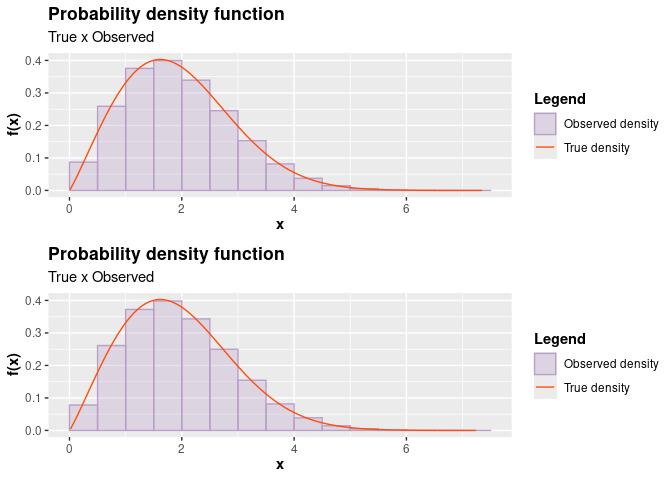 Probability density function
True x Observed
0.4
0.3
0.2
0.1
0.0
f(x)
0 2 4 6
x
Legend
Observed density
True density
Probability density function
True x Observed
0.4
0.3
0.2
0.1
0.0
f(x)
0 2 4 6
x
Legend
Observed density
True density